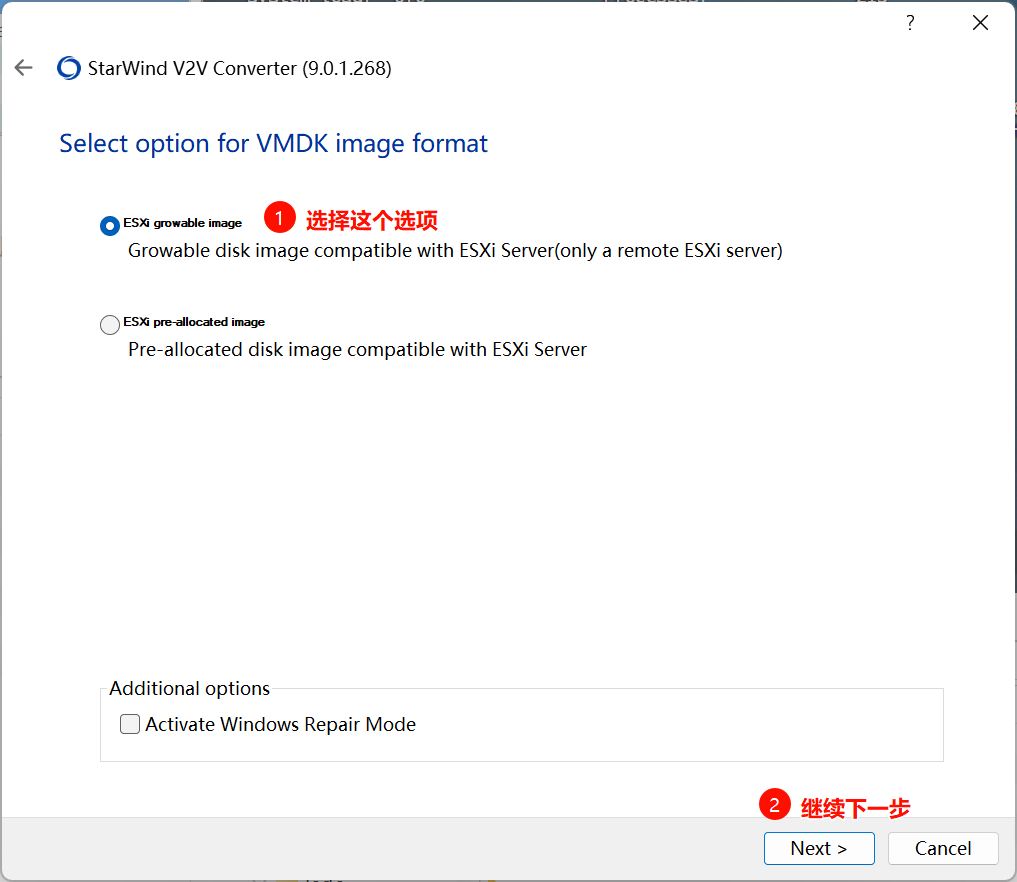 ?
StarWind V2V Converter (9.0.1.268)
Select option for VMDK image format
ESXi growable image
1 选择这个选项
Growable disk image compatible with ESXi Server(only a remote ESXi server)
ESXi pre-allocated image
Pre-allocated disk image compatible with ESXi Server
Additional options
Activate Windows Repair Mode
2 继续下一步
Next >
Cancel